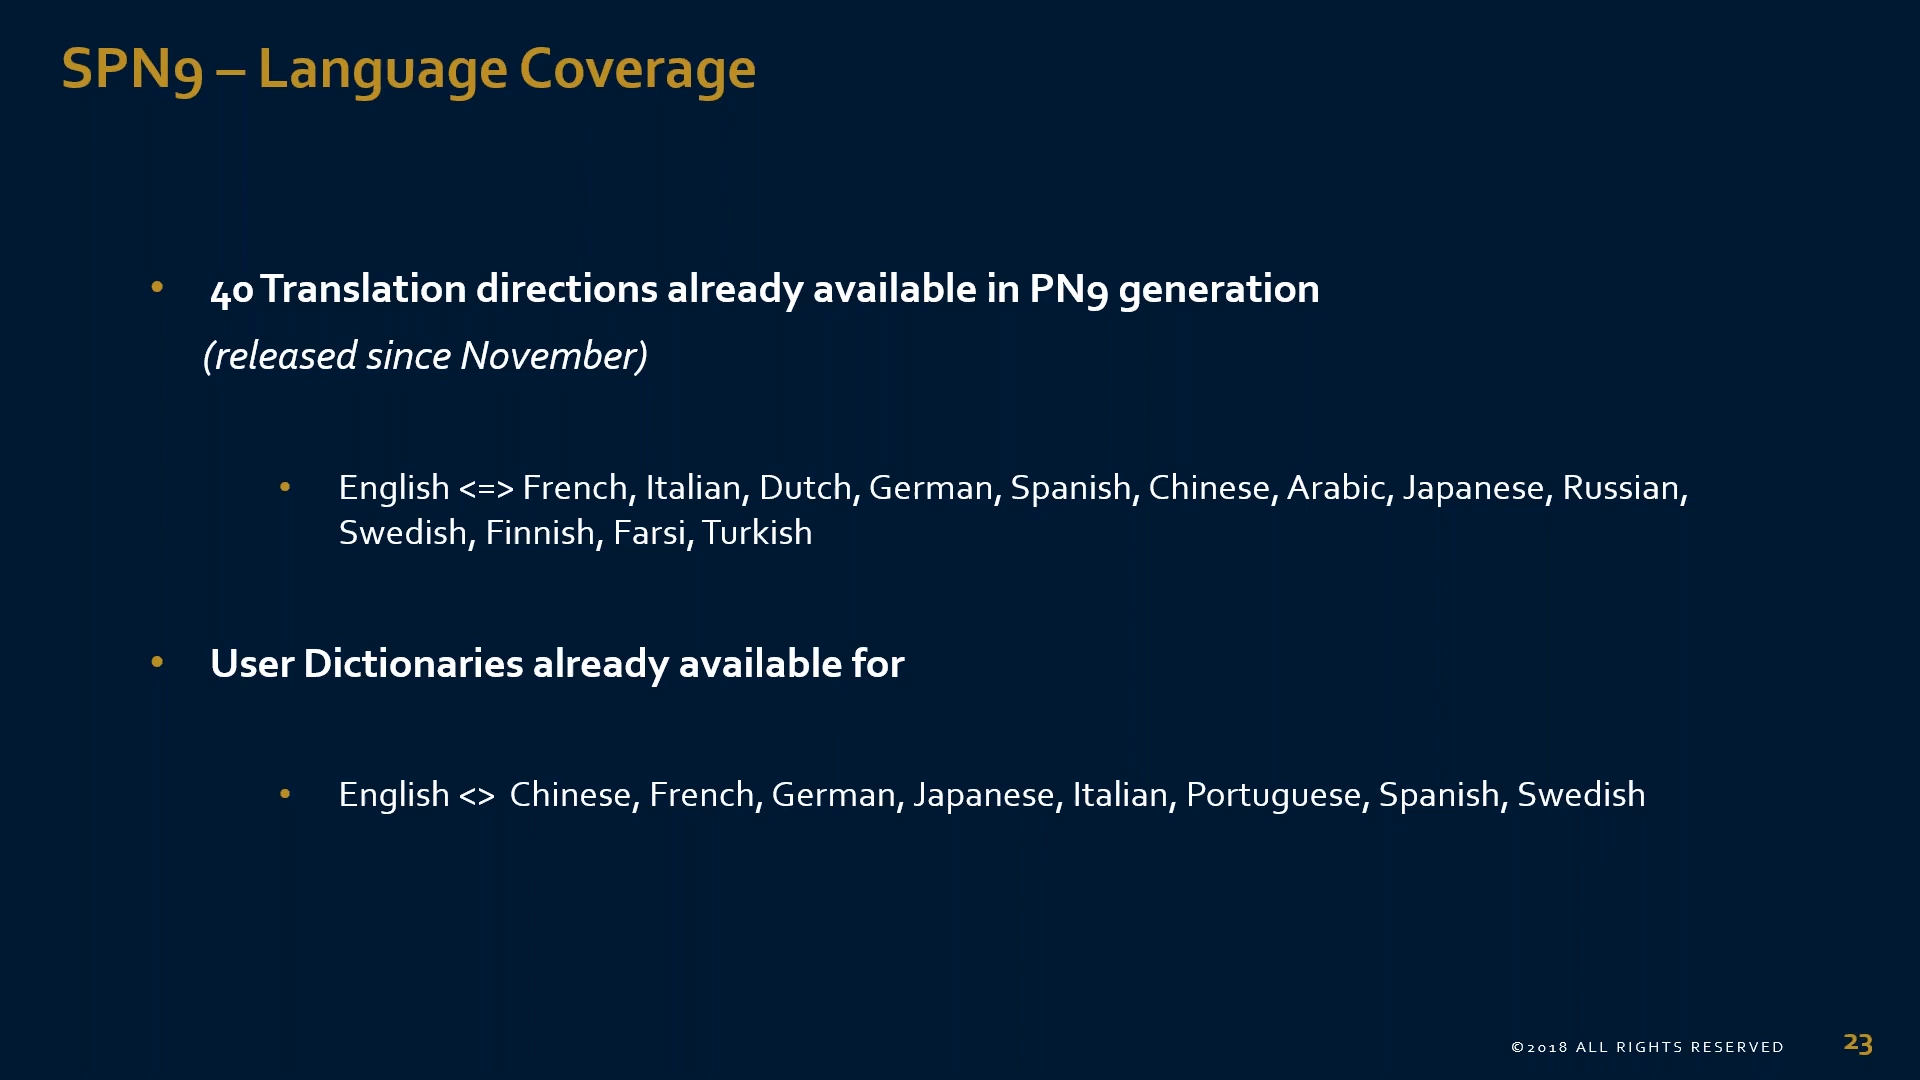 SPN9 – Language Coverage
• 40 Translation directions already available in PN9 generation
(released since November)
• English <=> French, Italian, Dutch, German, Spanish, Chinese, Arabic, Japanese, Russian,
Swedish, Finnish, Farsi, Turkish
• User Dictionaries already available for
• English <> Chinese, French, German, Japanese, Italian, Portuguese, Spanish, Swedish
©2018 ALL RIGHTS RESERVED
23